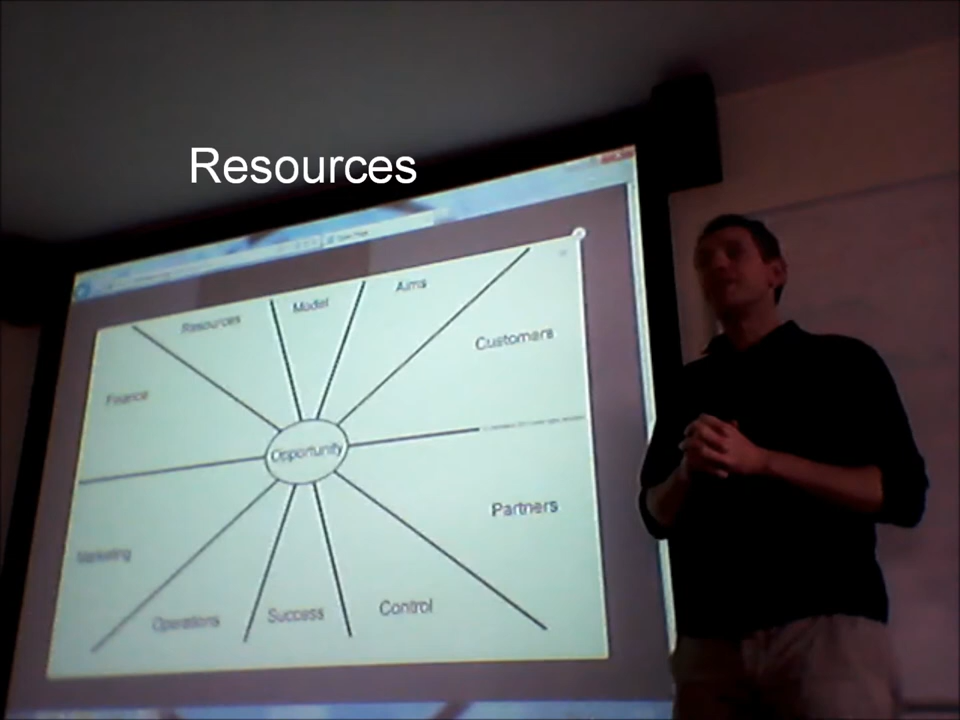 Resources
Resources
Model
Aims
Customers
Finance
Opportunity
Partners
Marketing
Operations
Success
Control